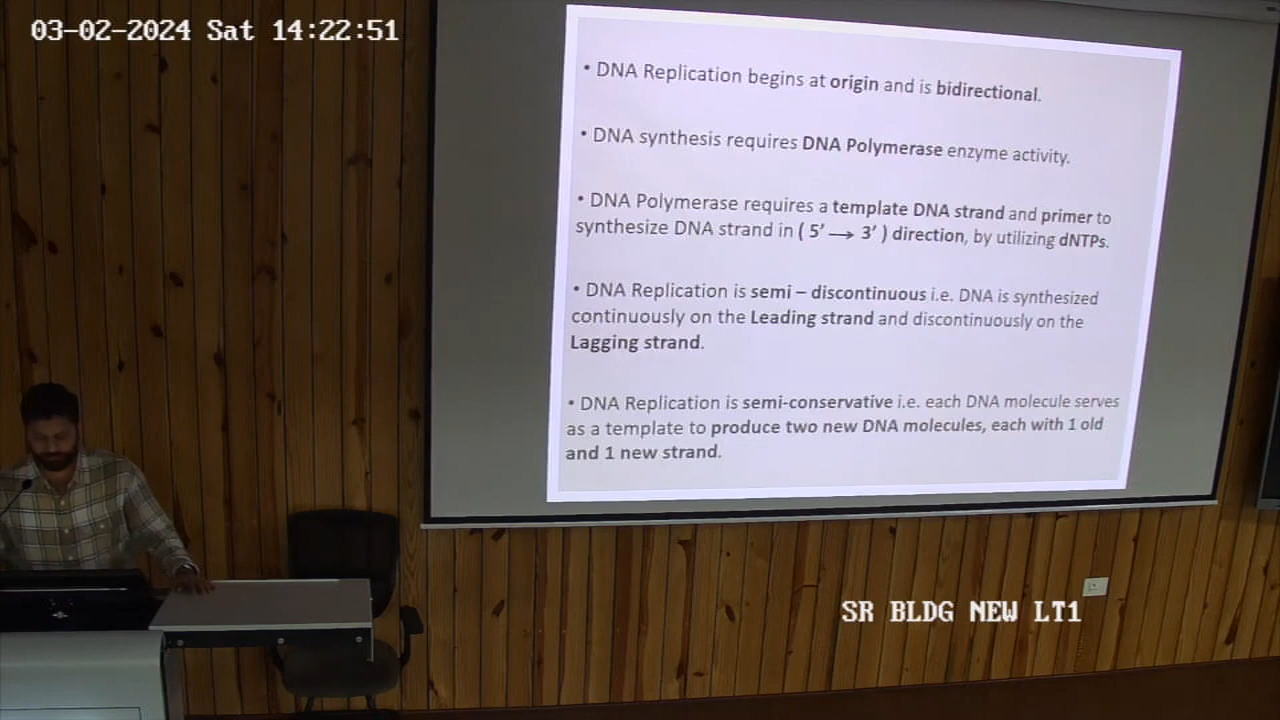 03-02-2024 Sat 14:22:51
• DNA Replication begins at origin and is bidirectional.
• DNA synthesis requires DNA Polymerase enzyme activity.
• DNA Polymerase requires a template DNA strand and primer to
synthesize DNA strand in ( 5′ ⟶ 3′ ) direction, by utilizing dNTPs.
• DNA Replication is semi – discontinuous i.e. DNA is synthesized
continuously on the Leading strand and discontinuously on the
Lagging strand.
• DNA Replication is semi-conservative i.e. each DNA molecule serves
as a template to produce two new DNA molecules, each with 1 old
and 1 new strand.
SR BLDG NEW LT1